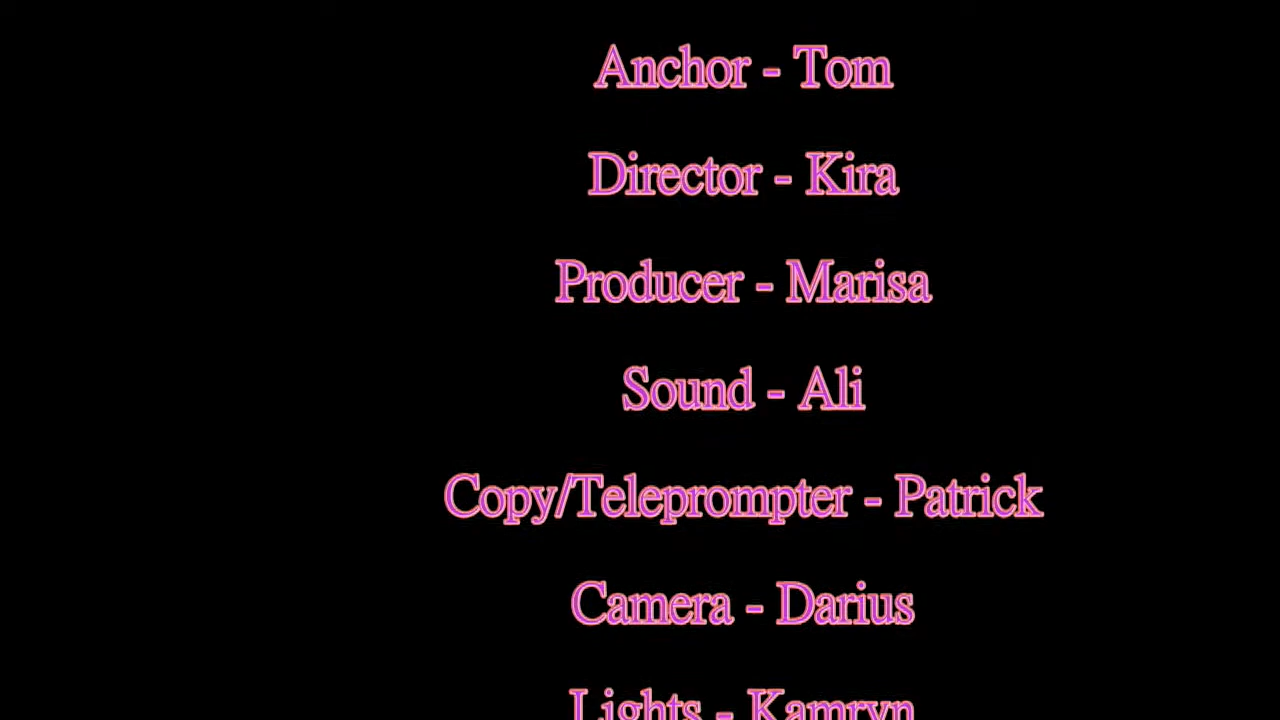 Anchor - Tom
Director - Kira
Producer - Marisa
Sound - Ali
Copy/Teleprompter - Patrick
Camera - Darius
Lights - Kamryn